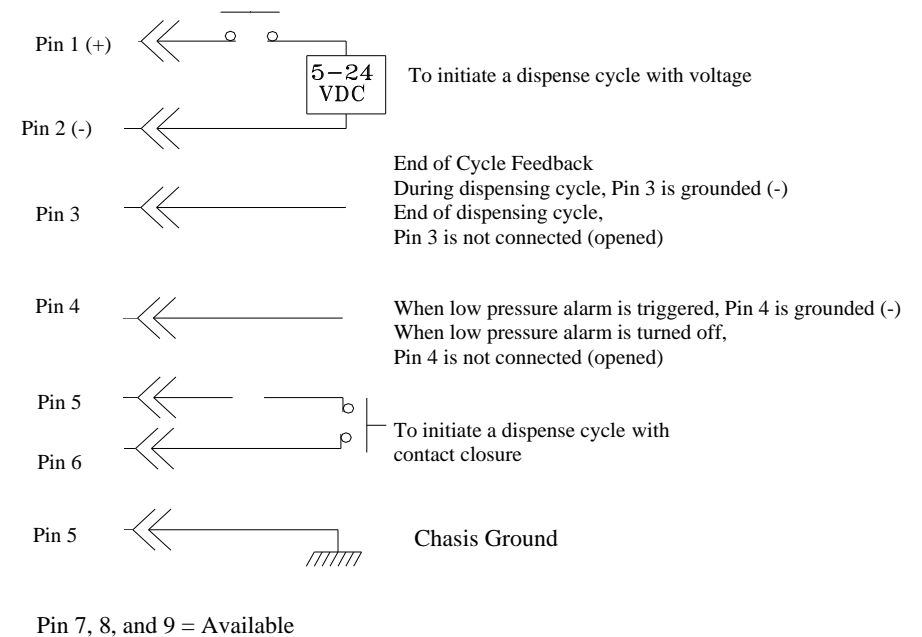 Pin 1 (+)
5-24
VDC
To initiate a dispense cycle with voltage
Pin 2 (-)
End of Cycle Feedback
During dispensing cycle, Pin 3 is grounded (-)
End of dispensing cycle,
Pin 3 is not connected (opened)
Pin 3
Pin 4
When low pressure alarm is triggered, Pin 4 is grounded (-)
When low pressure alarm is turned off,
Pin 4 is not connected (opened)
Pin 5
Pin 6
To initiate a dispense cycle with
contact closure
Pin 5
Chasis Ground
Pin 7, 8, and 9 = Available